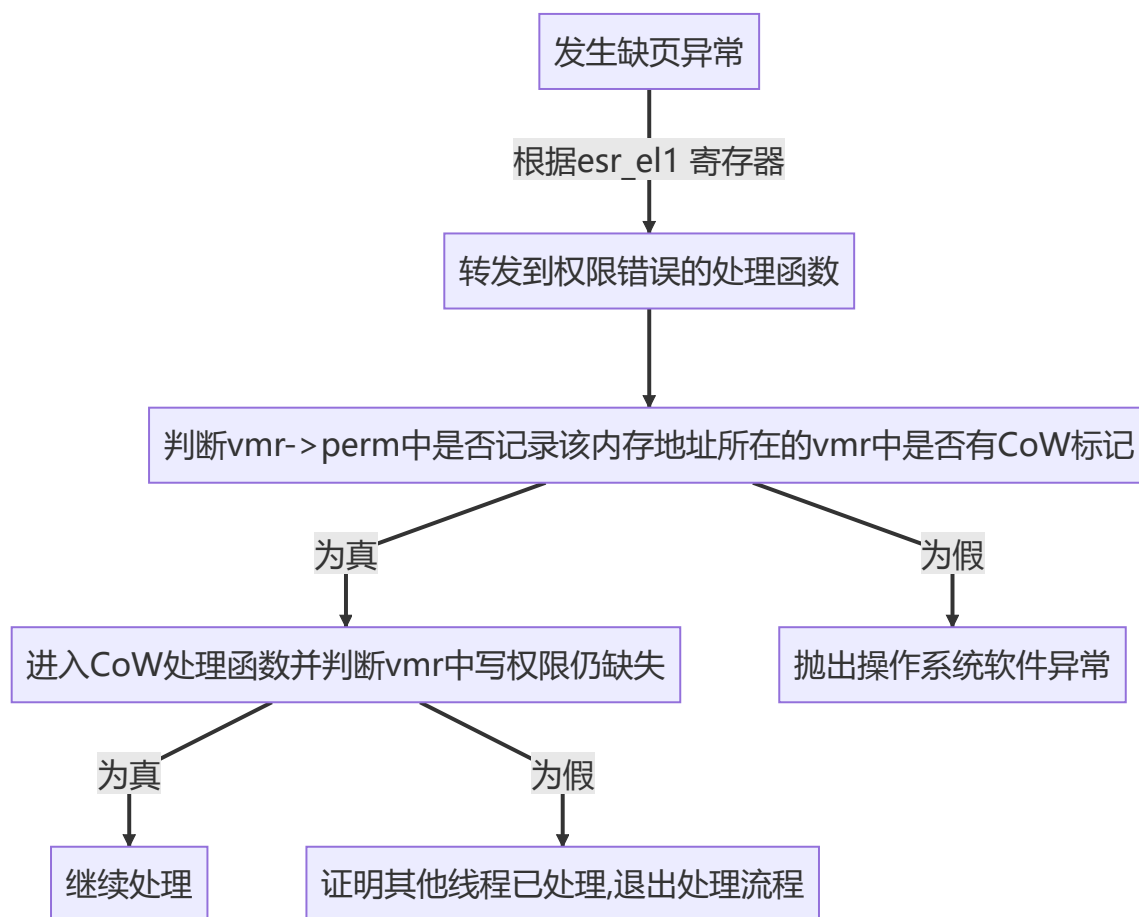 发生缺页异常
根据esr_el1 寄存器
转发到权限错误的处理函数
判断vmr->perm中是否记录该内存地址所在的vmr中是否有CoW标记
为真
为假
进入CoW处理函数并判断vmr中写权限仍缺失
抛出操作系统软件异常
为真
为假
继续处理
证明其他线程已处理,退出处理流程